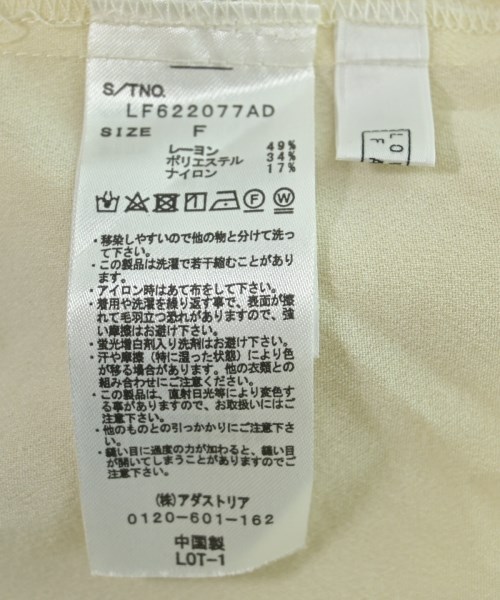 S/TNO.
LF622077AD
SIZE F
レーヨン 49%
ポリエステル 34%
ナイロン 17%
F W
・移染しやすいので他の物と分けて洗っ
て下さい。
・この製品は洗濯で若干縮むことがあり
ます。
・アイロン時はあて布をして下さい。
・着用や洗濯を繰り返す事で、表面が擦
れて毛羽立つ恐れがありますので、強
い摩擦はお避け下さい。
・蛍光増白剤入り洗剤はお避け下さい。
・汗や摩擦（特に湿った状態）により色
が移る場合があります。他の衣類との
組み合わせにご注意ください。
・この製品は、直射日光等により変色す
る事がありますので、お取扱いにはご
注意下さい。
・他のものとの引っかかりにご注意下さ
い。
・縫い目に過度の力が加わると、縫い目
が開いてしまうことがありますのでご
注意下さい。
(株)アダストリア
0120-601-162
中国製
LOT-1
LOT
F A